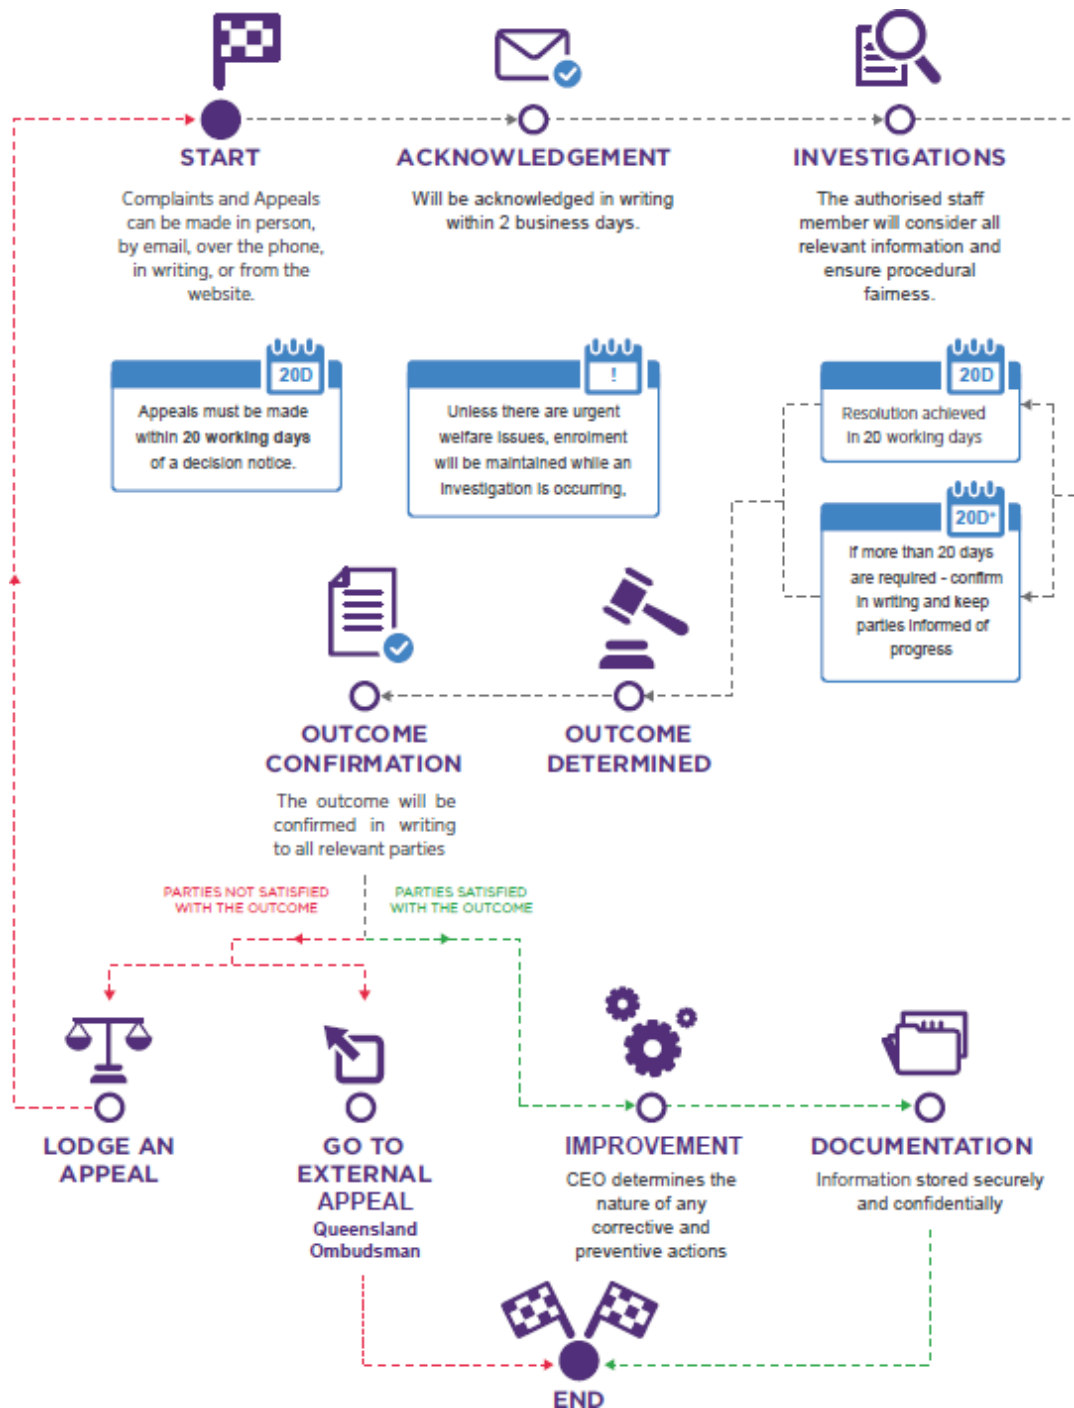 START
Complaints and Appeals
can be made in person,
by email, over the phone,
in writing, or from the
website.
ACKNOWLEDGEMENT
Will be acknowledged in writing
within 2 business days.
INVESTIGATIONS
The authorised staff
member will consider all
relevant information and
ensure procedural
fairness.
20D
Appeals must be made
within 20 working days
of a decision notice.
!
Unless there are urgent
welfare issues, enrolment
will be maintained while an
investigation is occurring,
20D
Resolution achieved
in 20 working days
20D*
If more than 20 days
are required - confirm
in writing and keep
parties informed of
progress
OUTCOME
CONFIRMATION
The outcome will be
confirmed in writing
to all relevant parties
OUTCOME
DETERMINED
PARTIES NOT SATISFIED
WITH THE OUTCOME
PARTIES SATISFIED
WITH THE OUTCOME
LODGE AN
APPEAL
GO TO
EXTERNAL
APPEAL
Queensland
Ombudsman
IMPROVEMENT
CEO determines the
nature of any
corrective and
preventive actions
DOCUMENTATION
Information stored securely
and confidentially
END